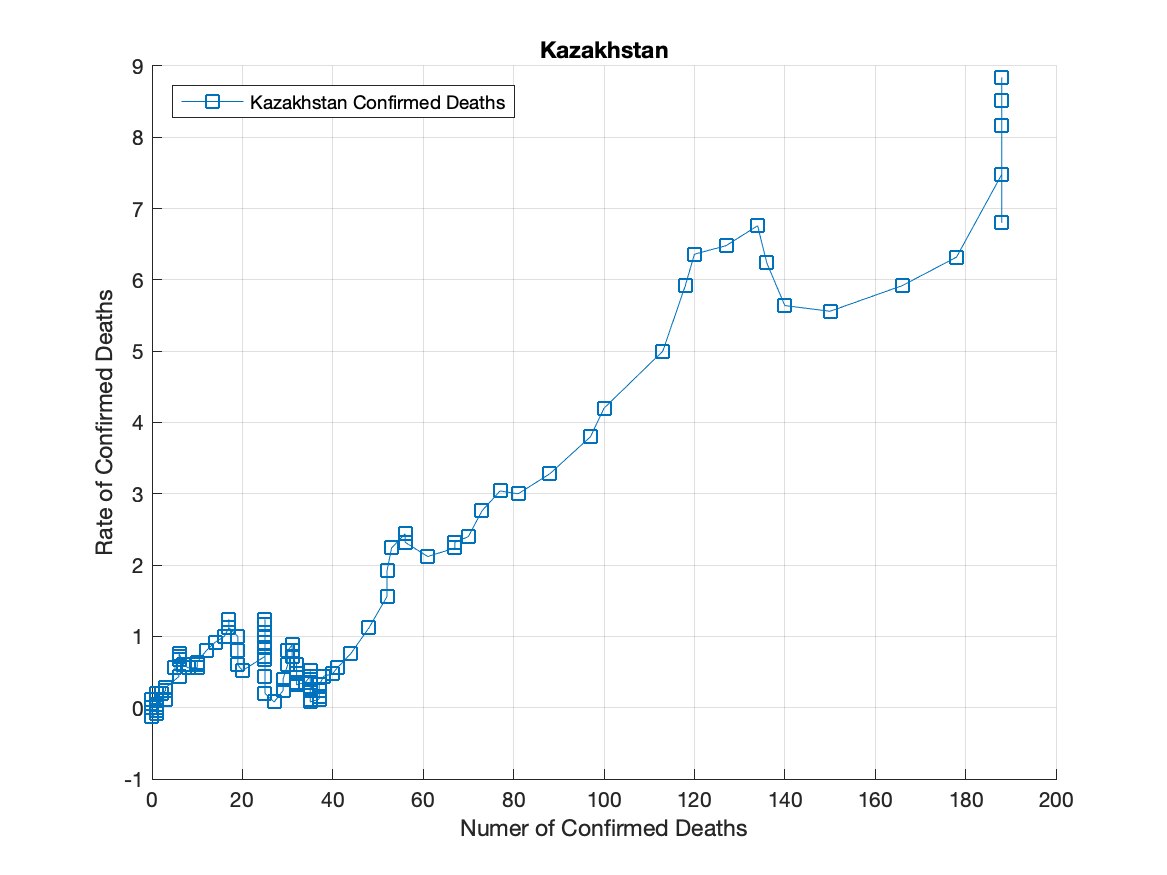 Kazakhstan
Kazakhstan Confirmed Deaths
9
8
7
6
5
4
3
2
1
0
-1
Rate of Confirmed Deaths
0 20 40 60 80 100 120 140 160 180 200
Numer of Confirmed Deaths